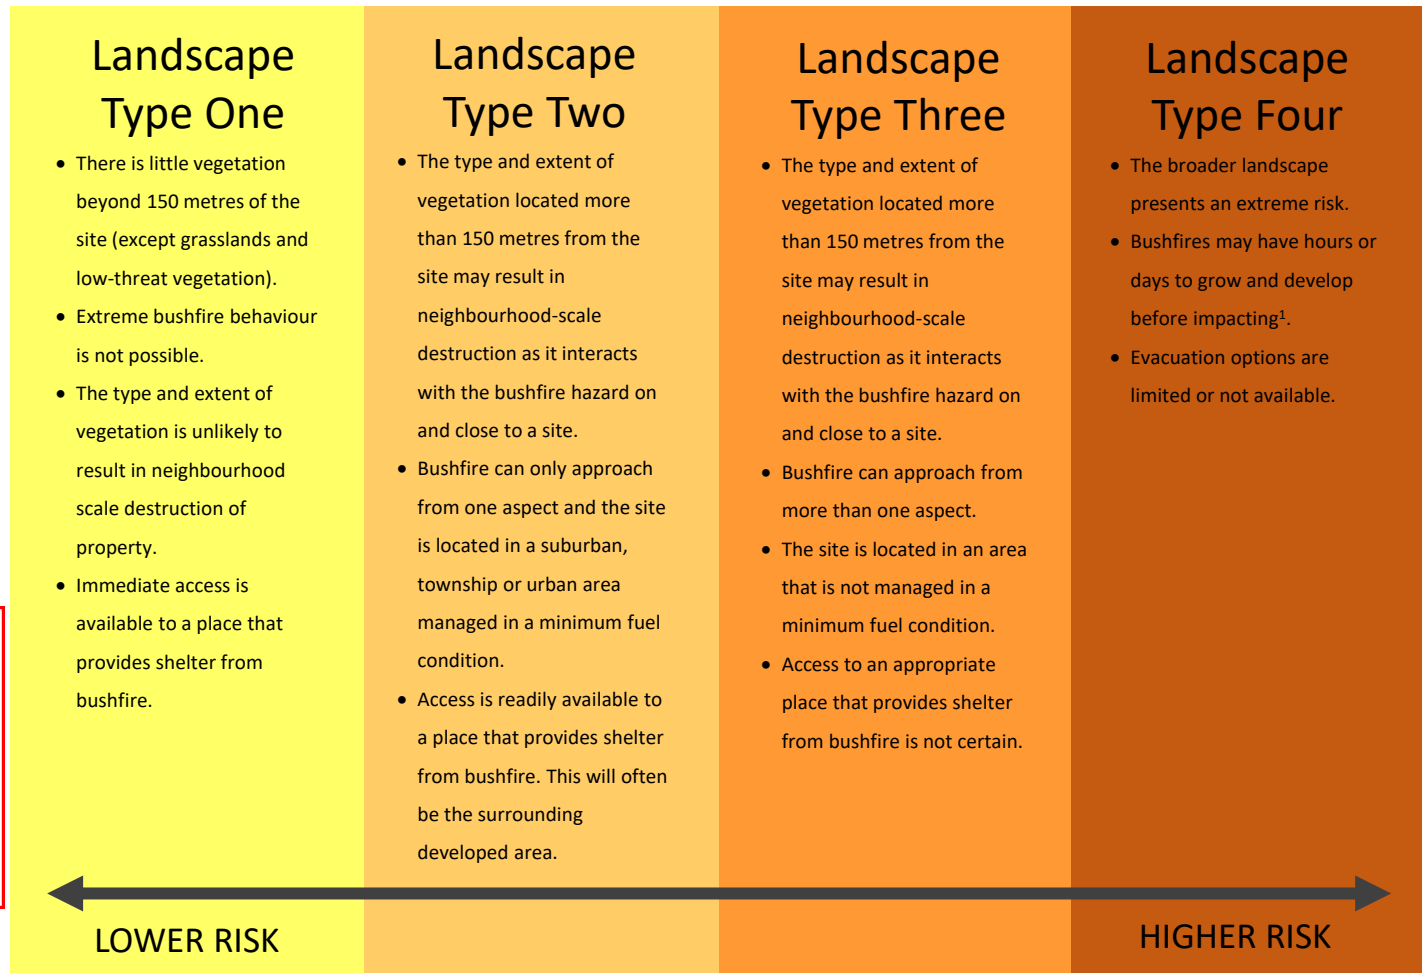 Landscape
Type One
• There is little vegetation
beyond 150 metres of the
site (except grasslands and
low-threat vegetation).
• Extreme bushfire behaviour
is not possible.
• The type and extent of
vegetation is unlikely to
result in neighbourhood
scale destruction of
property.
• Immediate access is
available to a place that
provides shelter from
bushfire.
Landscape
Type Two
• The type and extent of
vegetation located more
than 150 metres from the
site may result in
neighbourhood-scale
destruction as it interacts
with the bushfire hazard on
and close to a site.
• Bushfire can only approach
from one aspect and the site
is located in a suburban,
township or urban area
managed in a minimum fuel
condition.
• Access is readily available to
a place that provides shelter
from bushfire. This will often
be the surrounding
developed area.
Landscape
Type Three
• The type and extent of
vegetation located more
than 150 metres from the
site may result in
neighbourhood-scale
destruction as it interacts
with the bushfire hazard on
and close to a site.
• Bushfire can approach from
more than one aspect.
• The site is located in an area
that is not managed in a
minimum fuel condition.
• Access to an appropriate
place that provides shelter
from bushfire is not certain.
Landscape
Type Four
• The broader landscape
presents an extreme risk.
• Bushfires may have hours or
days to grow and develop
before impacting¹.
• Evacuation options are
limited or not available.
LOWER RISK
HIGHER RISK